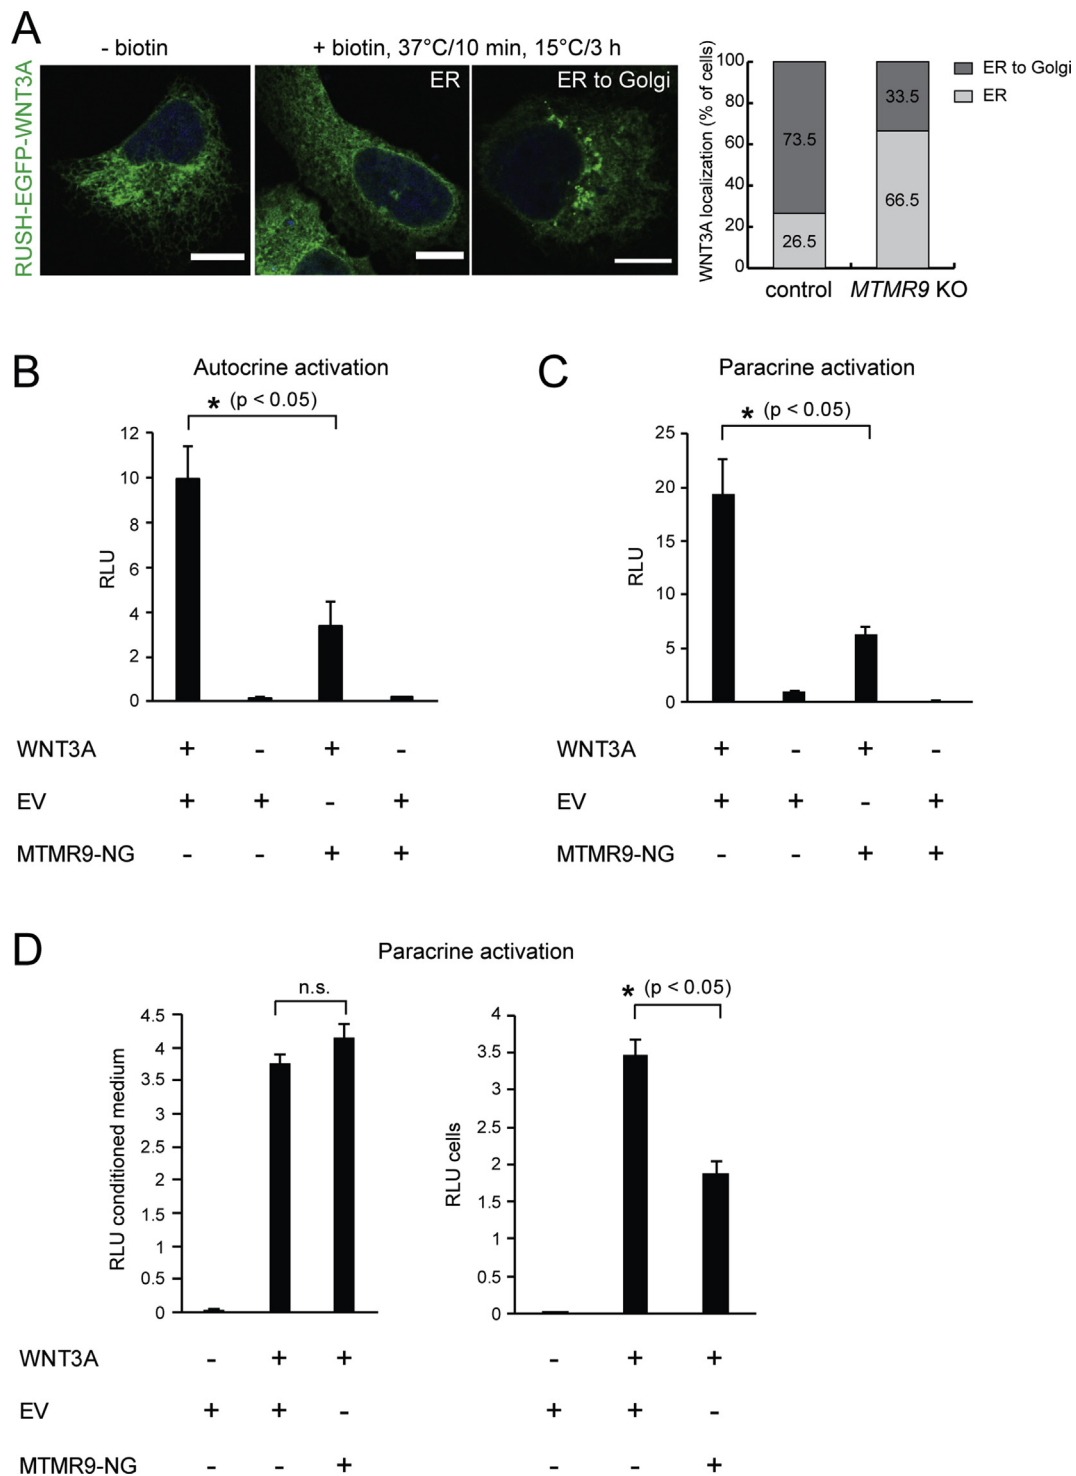 A
- biotin
+ biotin, 37°C/10 min, 15°C/3 h
RUSH-EGFP-WNT3A
ER
ER to Golgi
WNT3A localization (% of cells)
100
80
60
40
20
0
73.5
26.5
33.5
66.5
control
MTMR9 KO
ER to Golgi
ER
B
Autocrine activation
* (p < 0.05)
RLU
12
10
8
6
4
2
0
WNT3A + - + -
EV + + - +
MTMR9-NG - - + +
C
Paracrine activation
* (p < 0.05)
RLU
25
20
15
10
5
0
WNT3A + - + -
EV + + - +
MTMR9-NG - - + +
D
Paracrine activation
n.s.
RLU conditioned medium
4.5
4
3.5
3
2.5
2
1.5
1
0.5
0
* (p < 0.05)
RLU cells
4
3.5
3
2.5
2
1.5
1
0.5
0
WNT3A - + + - + +
EV + + - + + -
MTMR9-NG - - + - - +